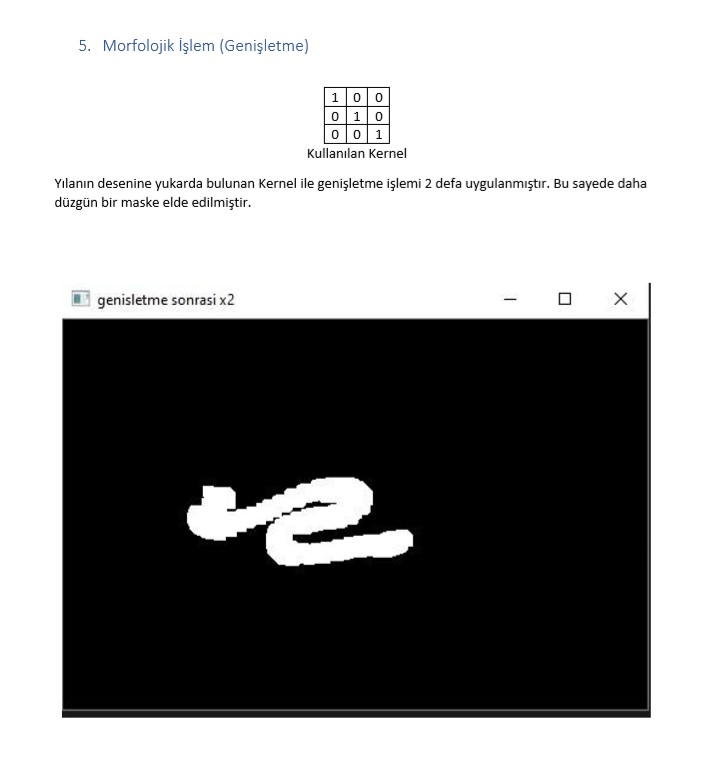 5. Morfolojik İşlem (Genişletme)
1 0 0
0 1 0
0 0 1
Kullanılan Kernel
Yılanın desenine yukarda bulunan Kernel ile genişletme işlemi 2 defa uygulanmıştır. Bu sayede daha
düzgün bir maske elde edilmiştir.
genisletme sonrasi x2